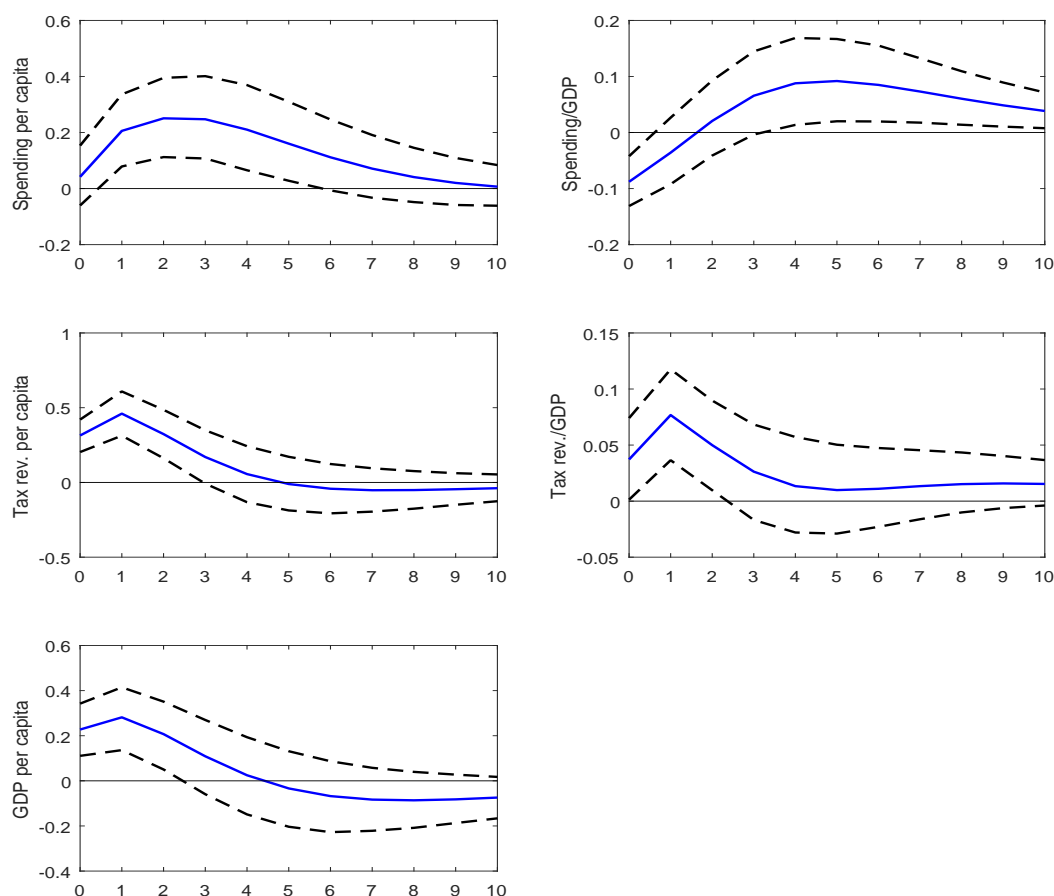 Spending per capita
0.6
0.4
0.2
0
-0.2
0 1 2 3 4 5 6 7 8 9 10
Spending/GDP
0.2
0.1
0
-0.1
-0.2
0 1 2 3 4 5 6 7 8 9 10
Tax rev. per capita
1
0.5
0
-0.5
0 1 2 3 4 5 6 7 8 9 10
Tax rev./GDP
0.15
0.1
0.05
0
-0.05
0 1 2 3 4 5 6 7 8 9 10
GDP per capita
0.6
0.4
0.2
0
-0.2
-0.4
0 1 2 3 4 5 6 7 8 9 10